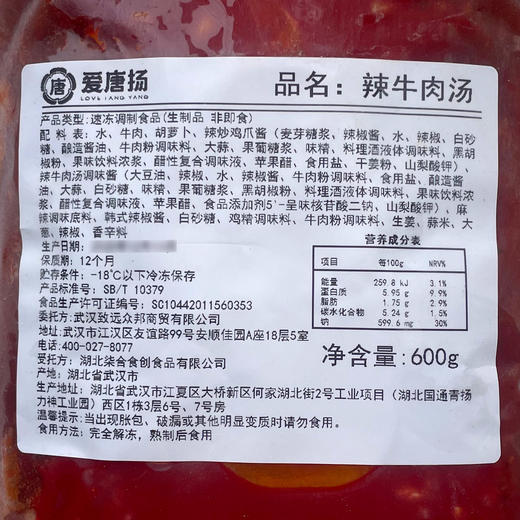 唐
爱唐扬
LOVE TANG YANG
品名：辣牛肉汤
产品类型:速冻调制食品(生制品 非即食)
配 料 表: 水、牛肉、胡萝卜、辣炒鸡爪酱（麦芽糖浆、辣椒酱、水、辣椒、白砂
糖、酿造酱油、牛肉粉调味料、大蒜、果葡糖浆、味精、料理酒液体调味料、黑胡
椒粉、果味饮料浓浆、醋性复合调味液、苹果醋、食用盐、干姜粉、山梨酸钾）、
辣牛肉汤调味酱（大豆油、辣椒、水、辣椒酱、牛肉粉调味料、食用盐、酿造酱
油、大蒜、白砂糖、味精、果葡糖浆、黑胡椒粉、料理酒液体调味料、果味饮料浓
浆、醋性复合调味液、苹果醋、食品添加剂5'-呈味核苷酸二钠、山梨酸钾）、麻
辣调味底料、韩式辣椒酱、白砂糖、鸡精调味料、牛肉粉调味料、生姜、蒜米、大
葱、辣椒、香辛料
生产日期:
保质期: 12个月
贮存条件: -18℃以下冷冻保存
产品标准号: SB/T 10379
食品生产许可证编号: SC10442011560353
委托方: 武汉致远众邦商贸有限公司
地 址:武汉市江汉区友谊路99号安顺佳园A座18层5室
电话:400-027-8077
受托方: 湖北柒合食创食品有限公司
产地: 湖北省武汉市
生产地址: 湖北省武汉市江夏区大桥新区何家湖北街2号工业项目（湖北国通青扬
力神工业园）西区1栋3层6号、7号房
温馨提示: 当出现胀包、破漏或其他明显变质时请勿食用。
食用方法: 完全解冻，熟制后食用
营养成分表
项目 每100g NRV%
能量 259.8 kJ 3.1%
蛋白质 5.95 g 9.9%
脂肪 1.75 g 2.9%
碳水化合物 5.24 g 1.5%
钠 599.6 mg 30%
净含量: 600g